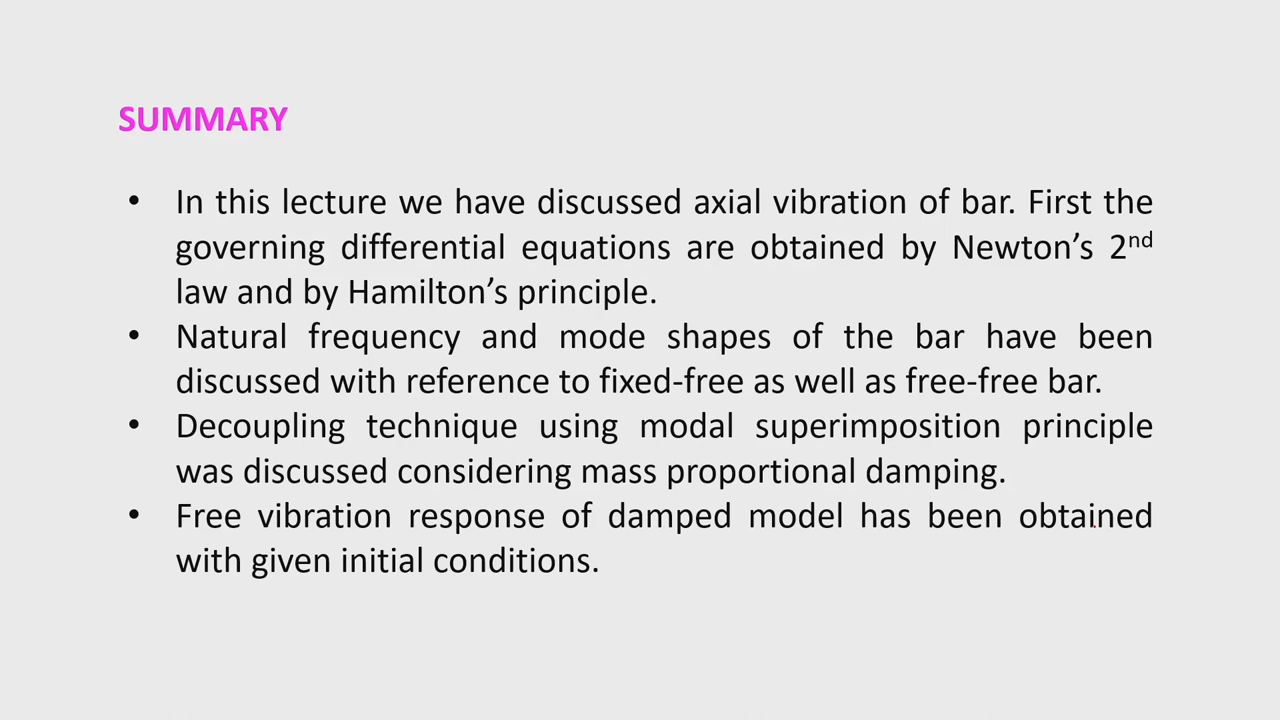 SUMMARY
• In this lecture we have discussed axial vibration of bar. First the
governing differential equations are obtained by Newton’s 2nd
law and by Hamilton’s principle.
• Natural frequency and mode shapes of the bar have been
discussed with reference to fixed-free as well as free-free bar.
• Decoupling technique using modal superimposition principle
was discussed considering mass proportional damping.
• Free vibration response of damped model has been obtained
with given initial conditions.